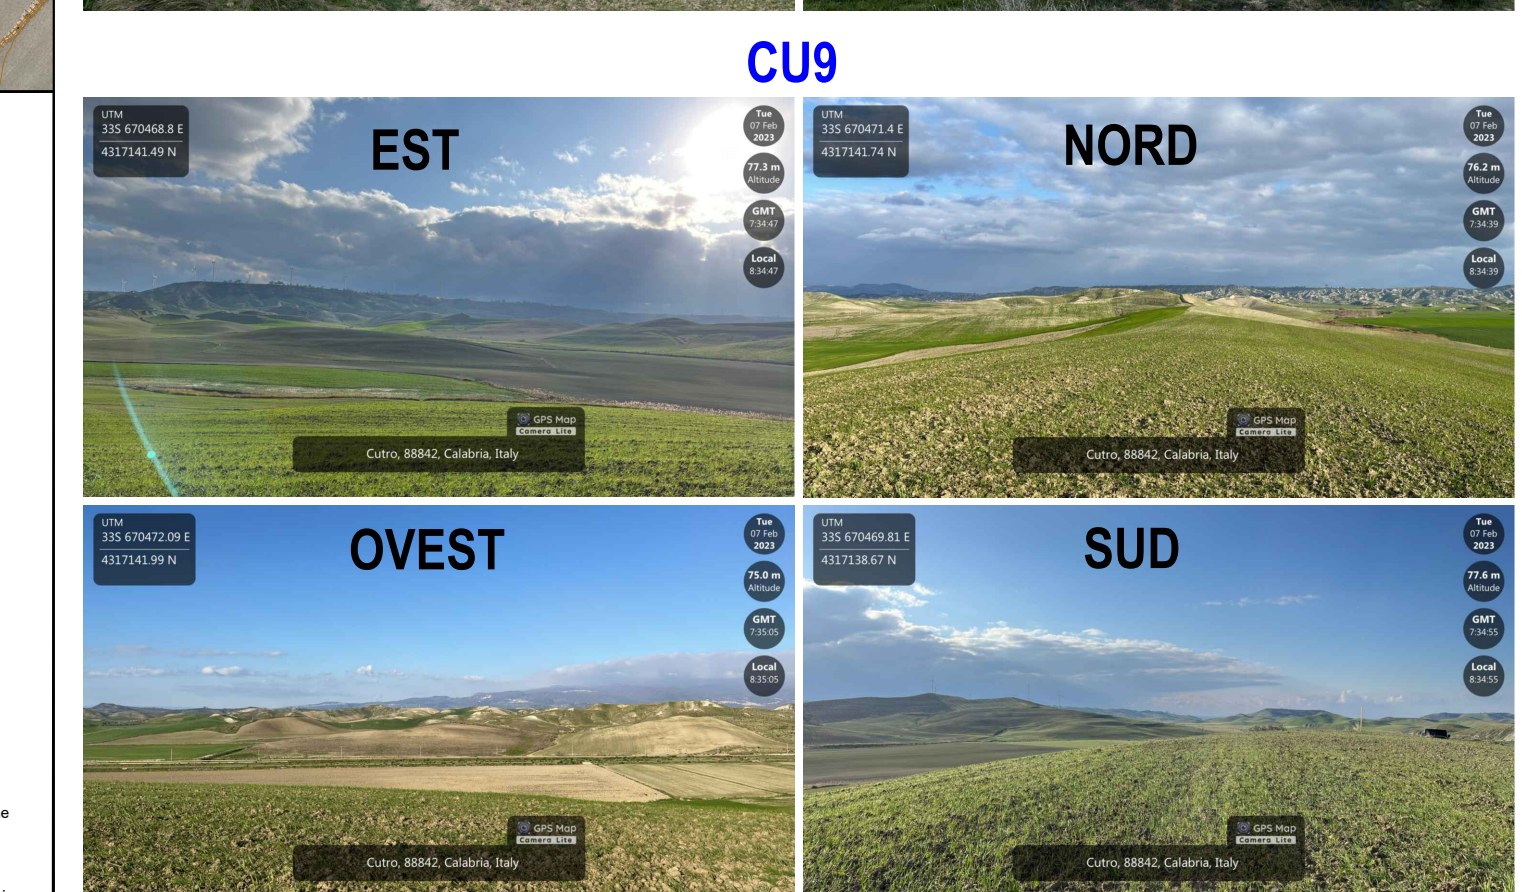 CU9
UTM
33S 670468.8 E
4317141.49 N
EST
Tue
07 Feb
2023
77.3 m
Altitude
GMT
7:34:47
Local
8:34:47
GPS Map
Camera Lite
Cutro, 88842, Calabria, Italy
UTM
33S 670471.4 E
4317141.74 N
NORD
Tue
07 Feb
2023
76.2 m
Altitude
GMT
7:34:39
Local
8:34:39
GPS Map
Camera Lite
Cutro, 88842, Calabria, Italy
UTM
33S 670472.09 E
4317141.99 N
OVEST
Tue
07 Feb
2023
75.0 m
Altitude
GMT
7:35:05
Local
8:35:05
GPS Map
Camera Lite
Cutro, 88842, Calabria, Italy
UTM
33S 670469.81 E
4317138.67 N
SUD
Tue
07 Feb
2023
77.6 m
Altitude
GMT
7:34:55
Local
8:34:55
GPS Map
Camera Lite
Cutro, 88842, Calabria, Italy
e